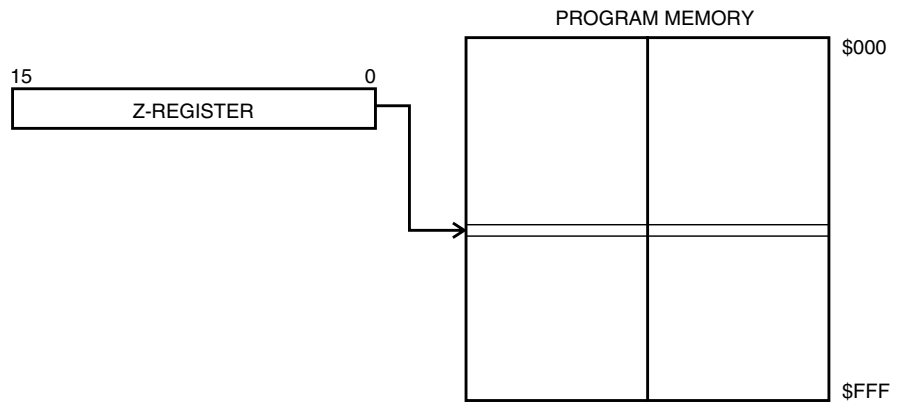 PROGRAM MEMORY
$000
15 0
Z-REGISTER
$FFF